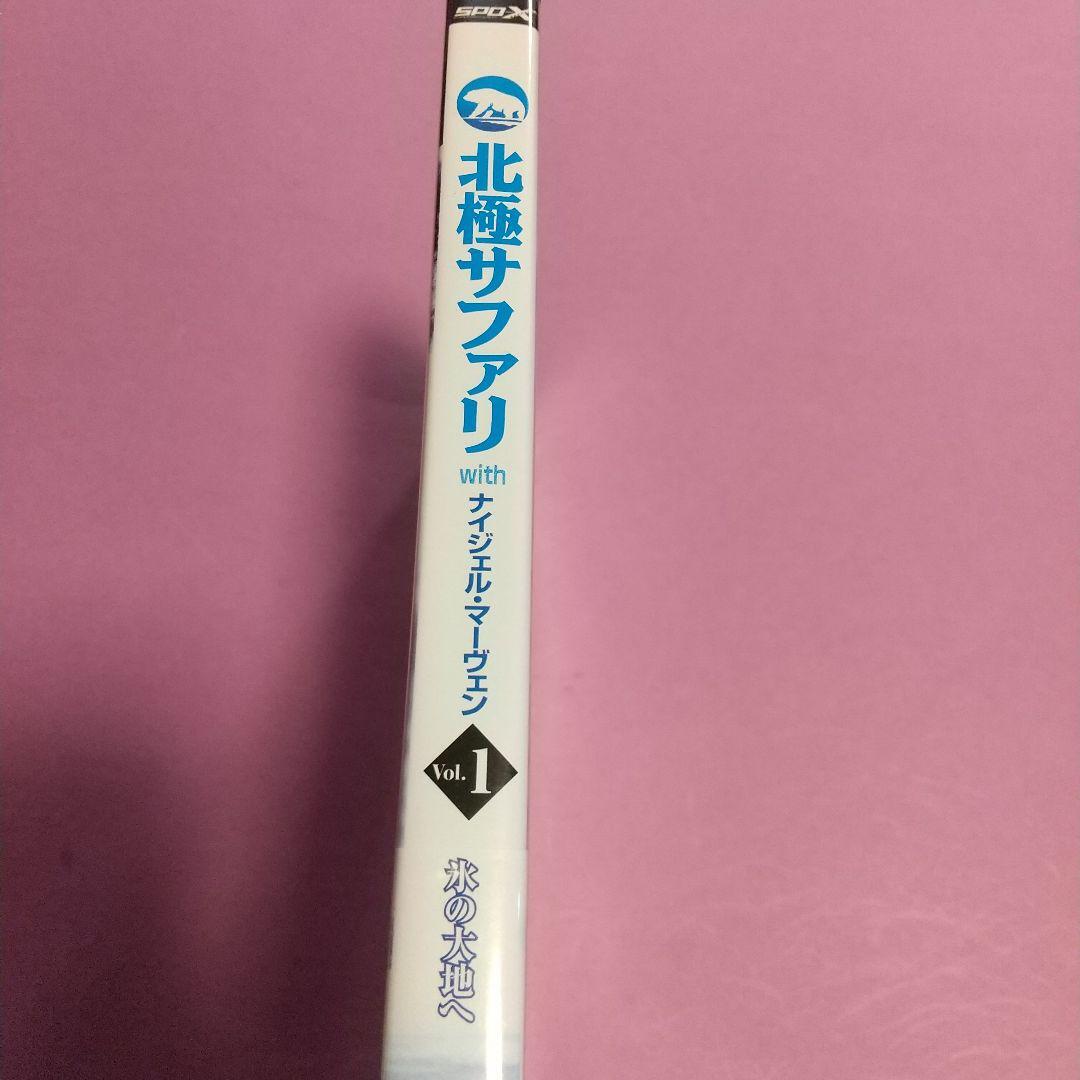 SPOX
北極サファリ
with
ナイジェル・マーヴェン
Vol. 1
氷の大地へ